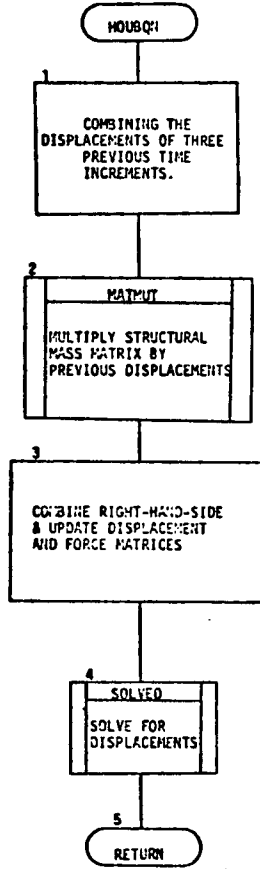 HOUBQN
1
COMBINING THE
DISPLACEMENTS OF THREE
PREVIOUS TIME
INCREMENTS.
2
MATMUT
MULTIPLY STRUCTURAL
MASS MATRIX BY
PREVIOUS DISPLACEMENTS
3
COMBINE RIGHT-HAND-SIDE
& UPDATE DISPLACEMENT
AND FORCE MATRICES
4
SOLVEQ
SOLVE FOR
DISPLACEMENTS
5
RETURN